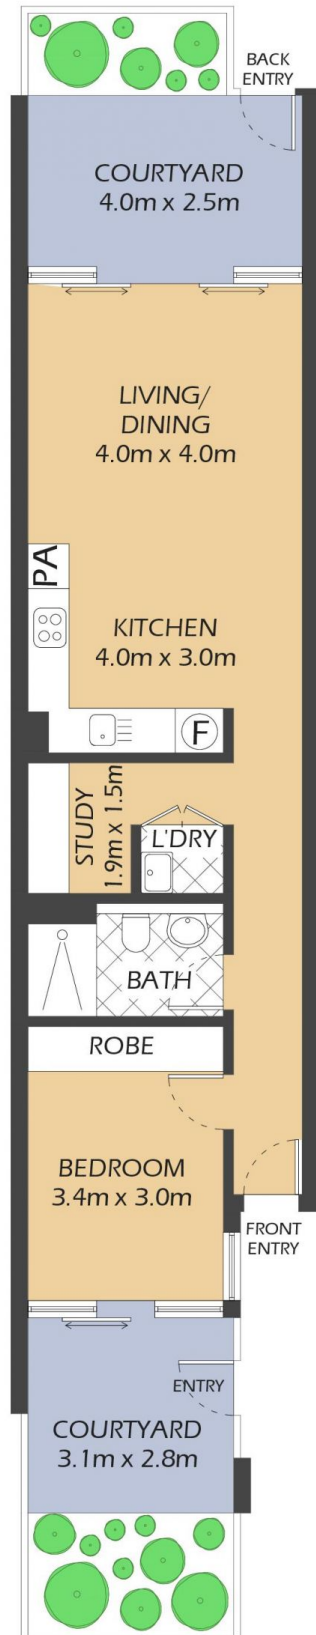 BACK
ENTRY
COURTYARD
4.0m x 2.5m
LIVING/
DINING
4.0m x 4.0m
PA
KITCHEN
4.0m x 3.0m
F
STUDY
1.9m x 1.5m
L'DRY
BATH
ROBE
BEDROOM
3.4m x 3.0m
FRONT
ENTRY
ENTRY
COURTYARD
3.1m x 2.8m